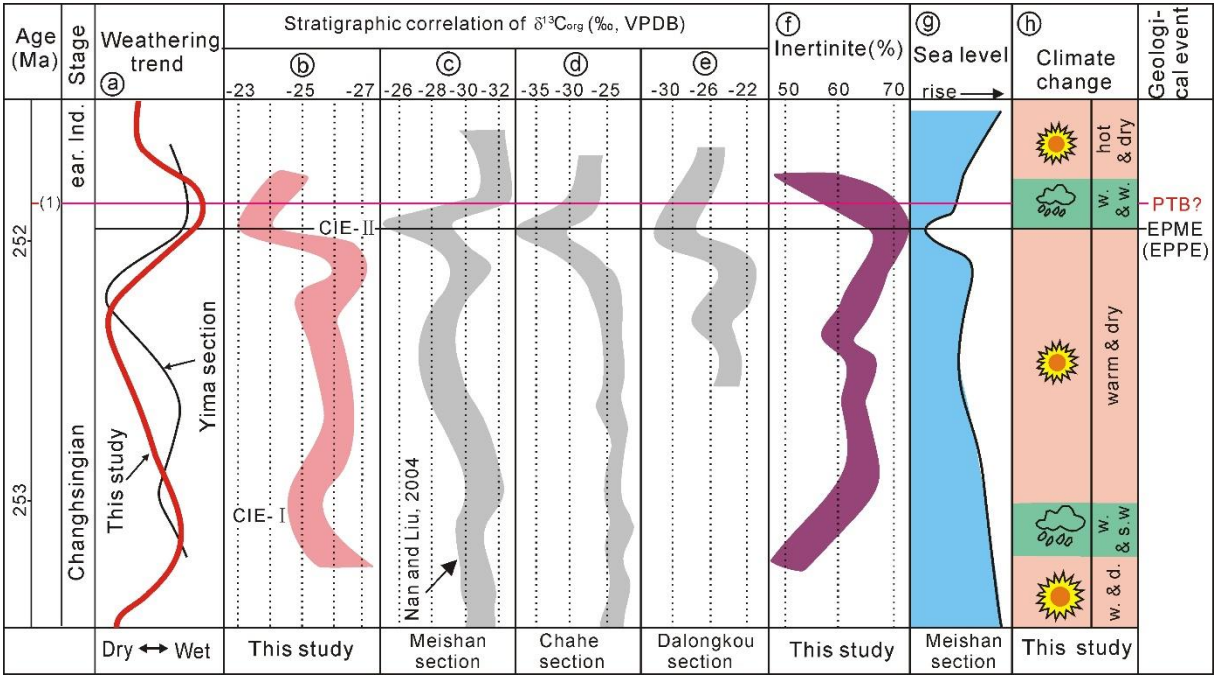 Age
(Ma)
Stage
Weathering
trend
ⓐ
Stratigraphic correlation of δ¹³Corg (‰, VPDB)
ⓑ
-23 -25 -27
ⓒ
-26 -28 -30 -32
ⓓ
-35 -30 -25
ⓔ
-30 -26 -22
ⓕ
Inertinite(%)
50 60 70
ⓖ
Sea level
rise
ⓗ
Climate
change
Geologi-
cal event
ear. Ind.
Changhsingian
(1)
252
253
Yima section
This study
CIE-Ⅱ
CIE-Ⅰ
Nan and Liu, 2004
hot
& dry
w.
& w.
warm & dry
w.
& s.w
w. & d.
PTB?
EPME
(EPPE)
Dry Wet
This study
Meishan
section
Chahe
section
Dalongkou
section
This study
Meishan
section
This study